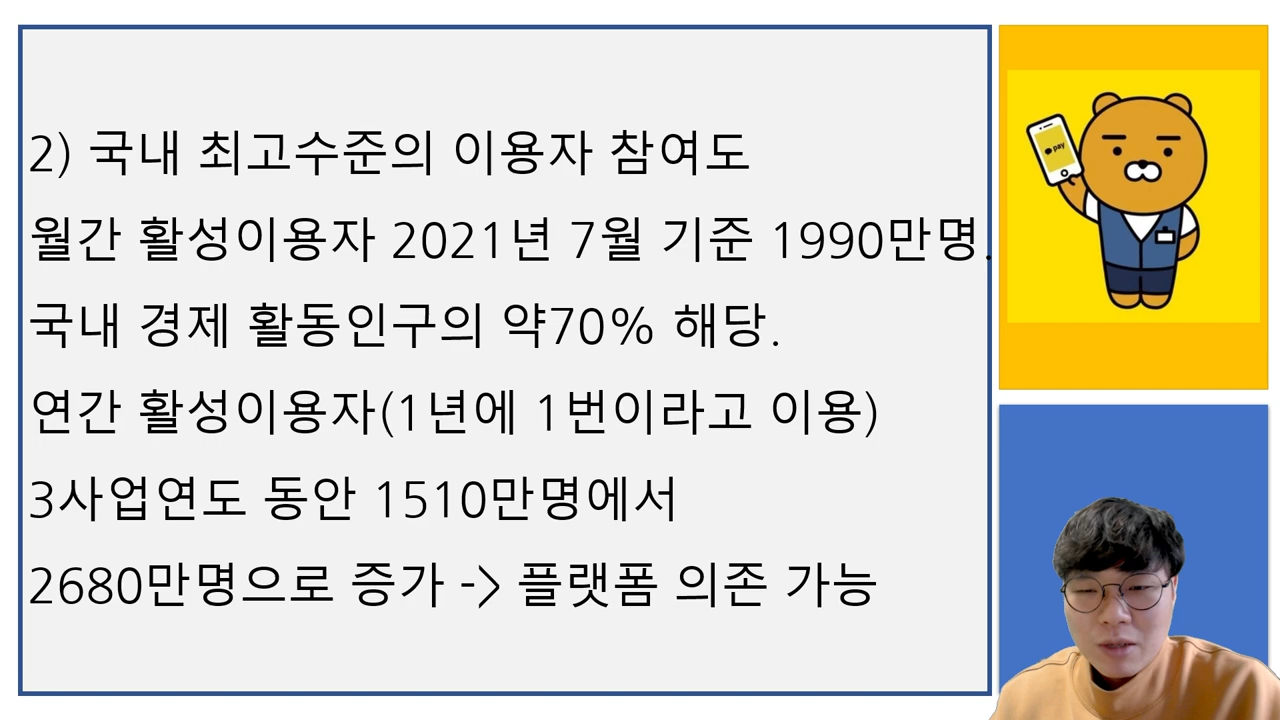 2) 국내 최고수준의 이용자 참여도
월간 활성이용자 2021년 7월 기준 1990만명.
국내 경제 활동인구의 약70% 해당.
연간 활성이용자(1년에 1번이라고 이용)
3사업연도 동안 1510만명에서
2680만명으로 증가 -> 플랫폼 의존 가능
pay